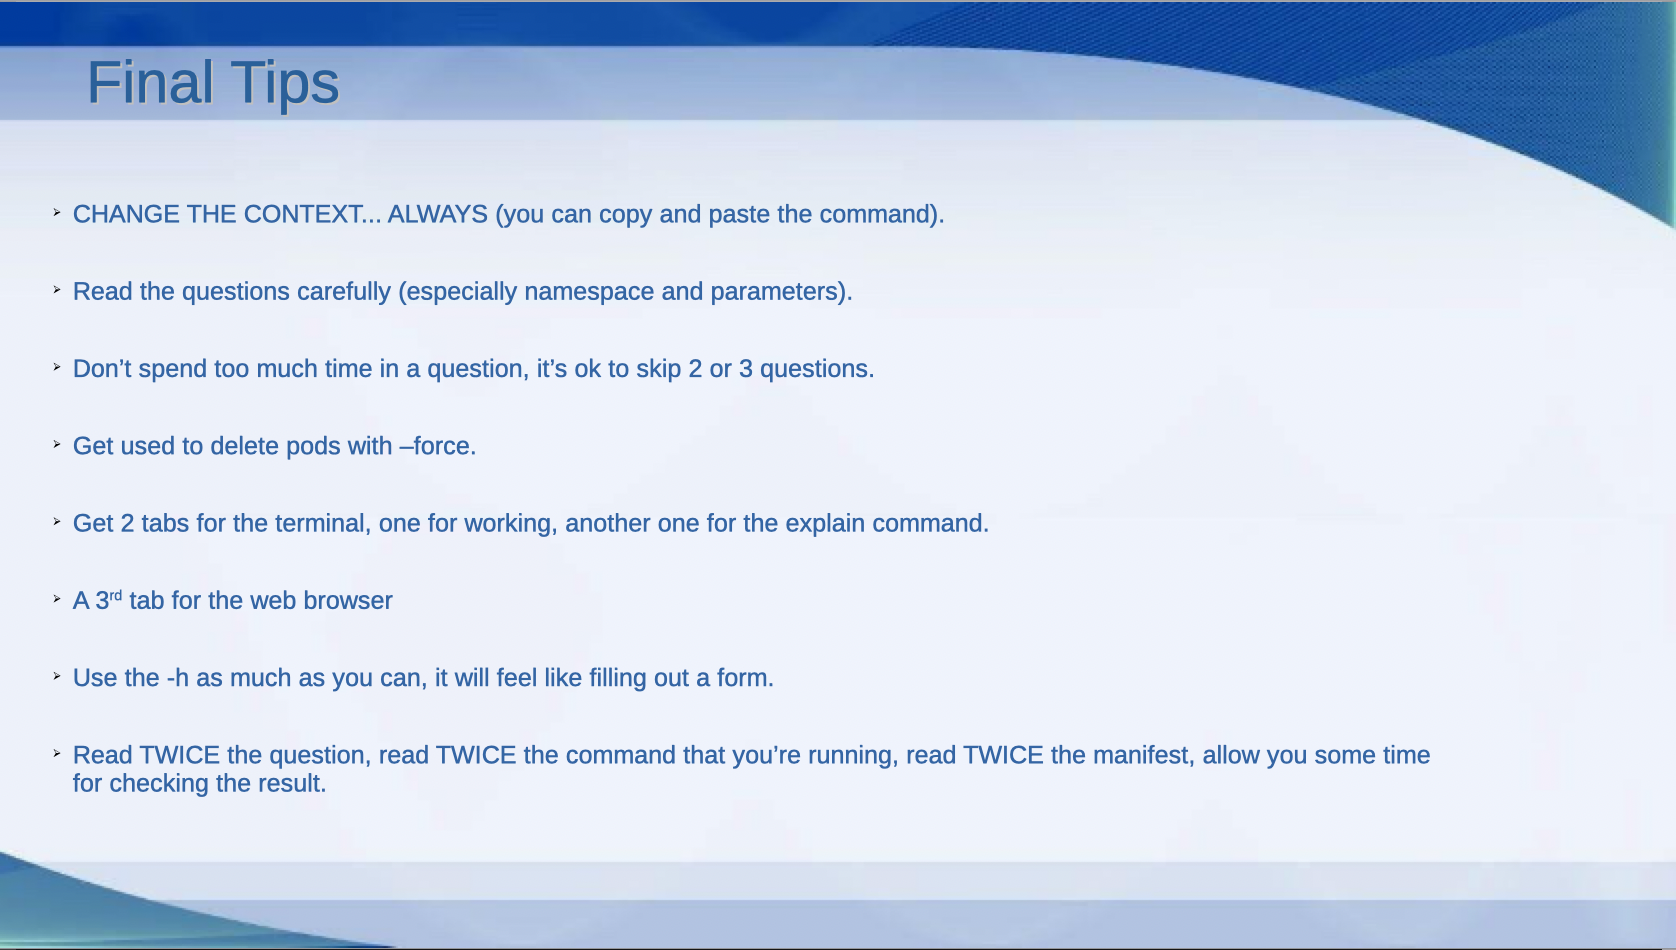 Final Tips
CHANGE THE CONTEXT... ALWAYS (you can copy and paste the command).
Read the questions carefully (especially namespace and parameters).
Don’t spend too much time in a question, it’s ok to skip 2 or 3 questions.
Get used to delete pods with –force.
Get 2 tabs for the terminal, one for working, another one for the explain command.
A 3rd tab for the web browser
Use the -h as much as you can, it will feel like filling out a form.
Read TWICE the question, read TWICE the command that you’re running, read TWICE the manifest, allow you some time
for checking the result.